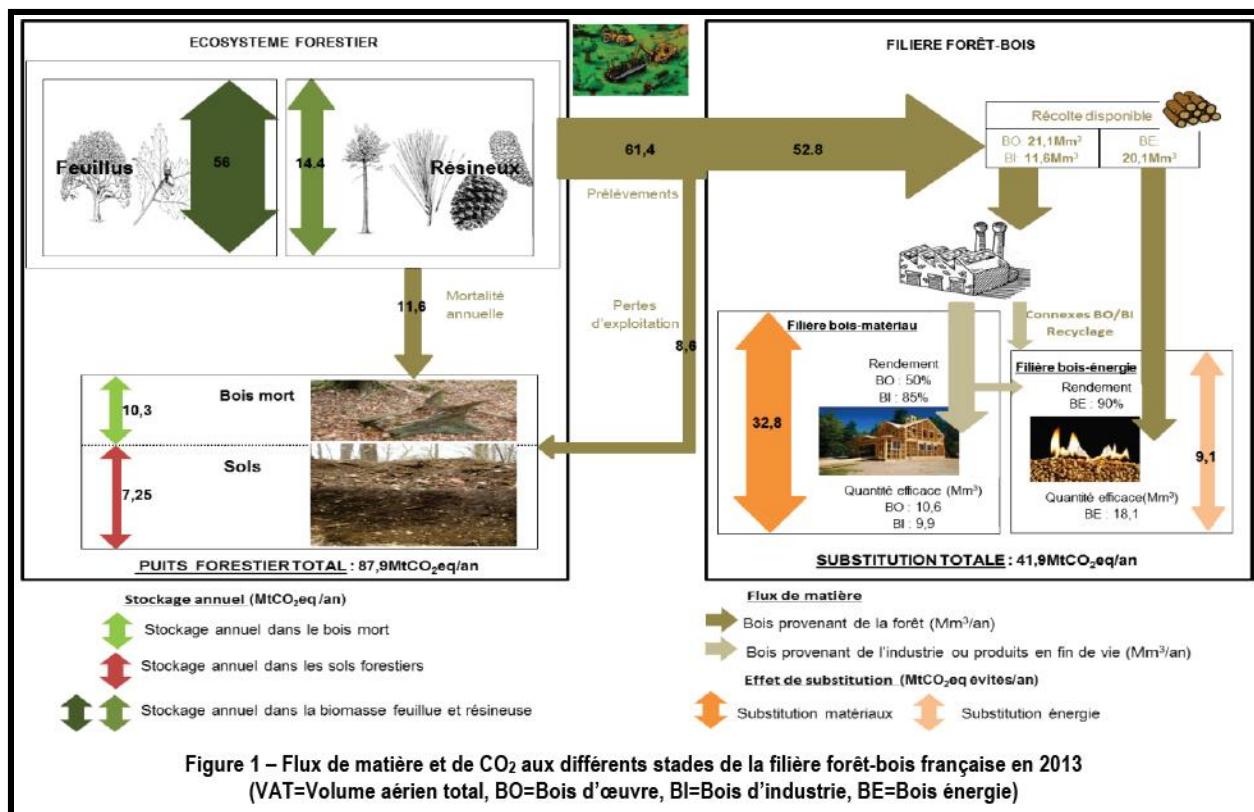 ECOSYSTEME FORESTIER
Feuillus
56
14.4
Résineux
11,6
Mortalité
annuelle
Bois mort
10,3
Sols
7,25
PUITS FORESTIER TOTAL : 87,9MtCO₂eq/an
61,4
52.8
Prélèvements
Pertes
d'exploitation
8,6
FILIERE FORÊT-BOIS
Récolte disponible
BO: 21,1Mm³
BI: 11,6Mm³
BE:
20,1Mm³
Connexes BO/BI
Recyclage
Filière bois-matériau
Rendement
BO : 50%
BI : 85%
32,8
Quantité efficace (Mm³)
BO : 10,6
BI : 9,9
Filière bois-énergie
Rendement
BE : 90%
9,1
Quantité efficace(Mm³)
BE : 18,1
SUBSTITUTION TOTALE : 41,9MtCO₂eq/an
Stockage annuel (MtCO₂eq/an)
Stockage annuel dans le bois mort
Stockage annuel dans les sols forestiers
Stockage annuel dans la biomasse feuillue et résineuse
Flux de matière
Bois provenant de la forêt (Mm³/an)
Bois provenant de l'industrie ou produits en fin de vie (Mm³/an)
Effet de substitution (MtCO₂eq évités/an)
Substitution matériaux
Substitution énergie
Figure 1 – Flux de matière et de CO₂ aux différents stades de la filière forêt-bois française en 2013
(VAT=Volume aérien total, BO=Bois d'œuvre, BI=Bois d'industrie, BE=Bois énergie)